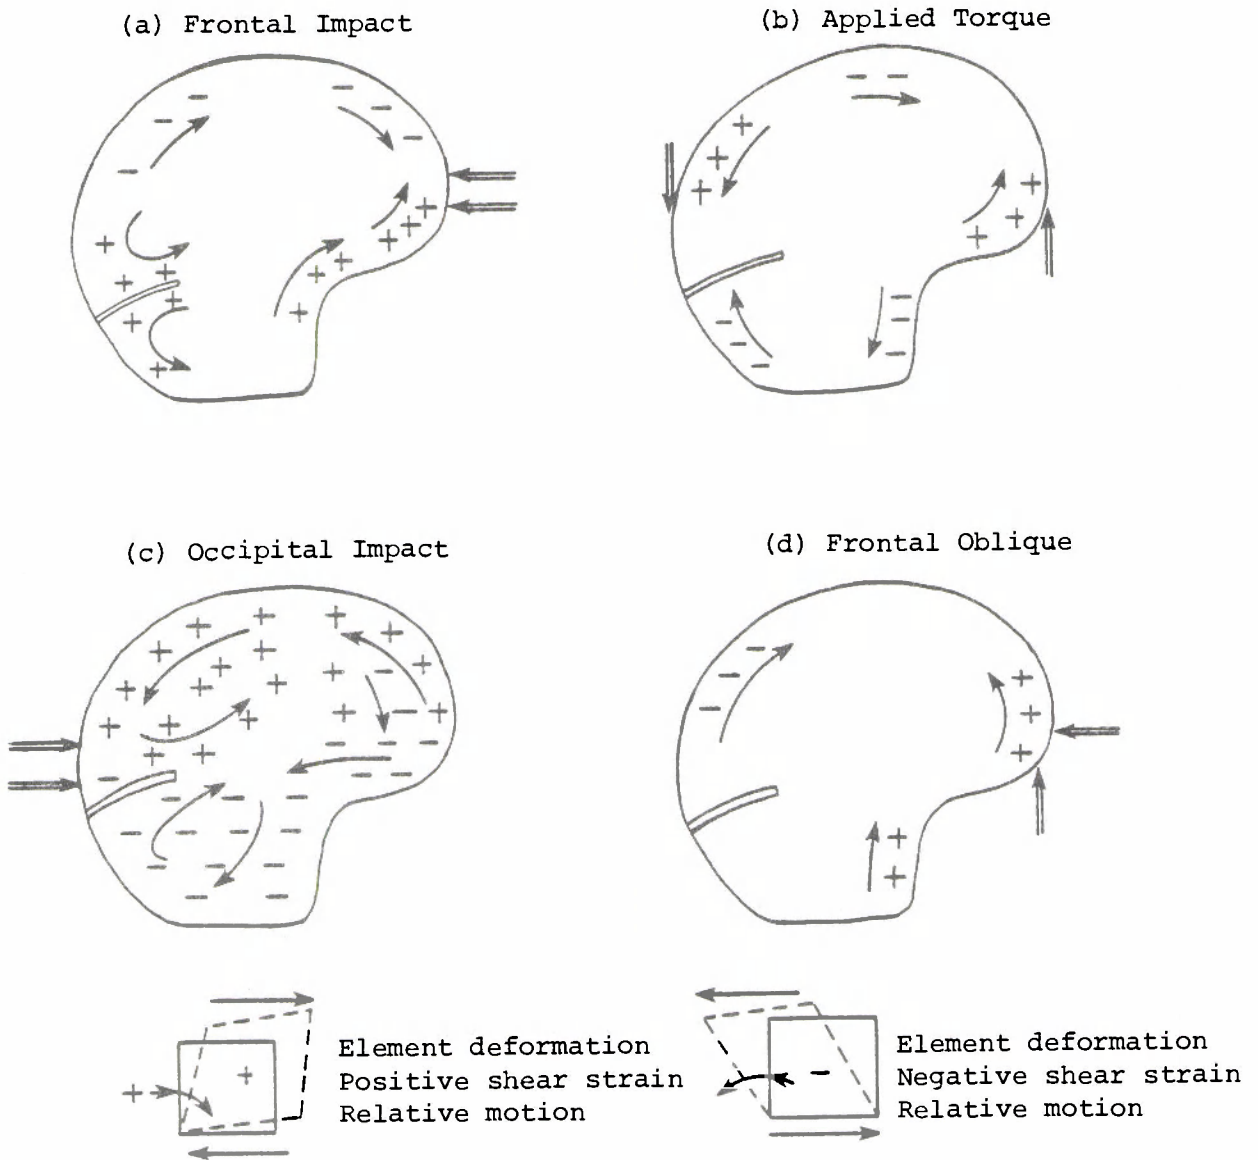 (a) Frontal Impact
(b) Applied Torque
(c) Occipital Impact
(d) Frontal Oblique
Element deformation
Positive shear strain
Relative motion
Element deformation
Negative shear strain
Relative motion